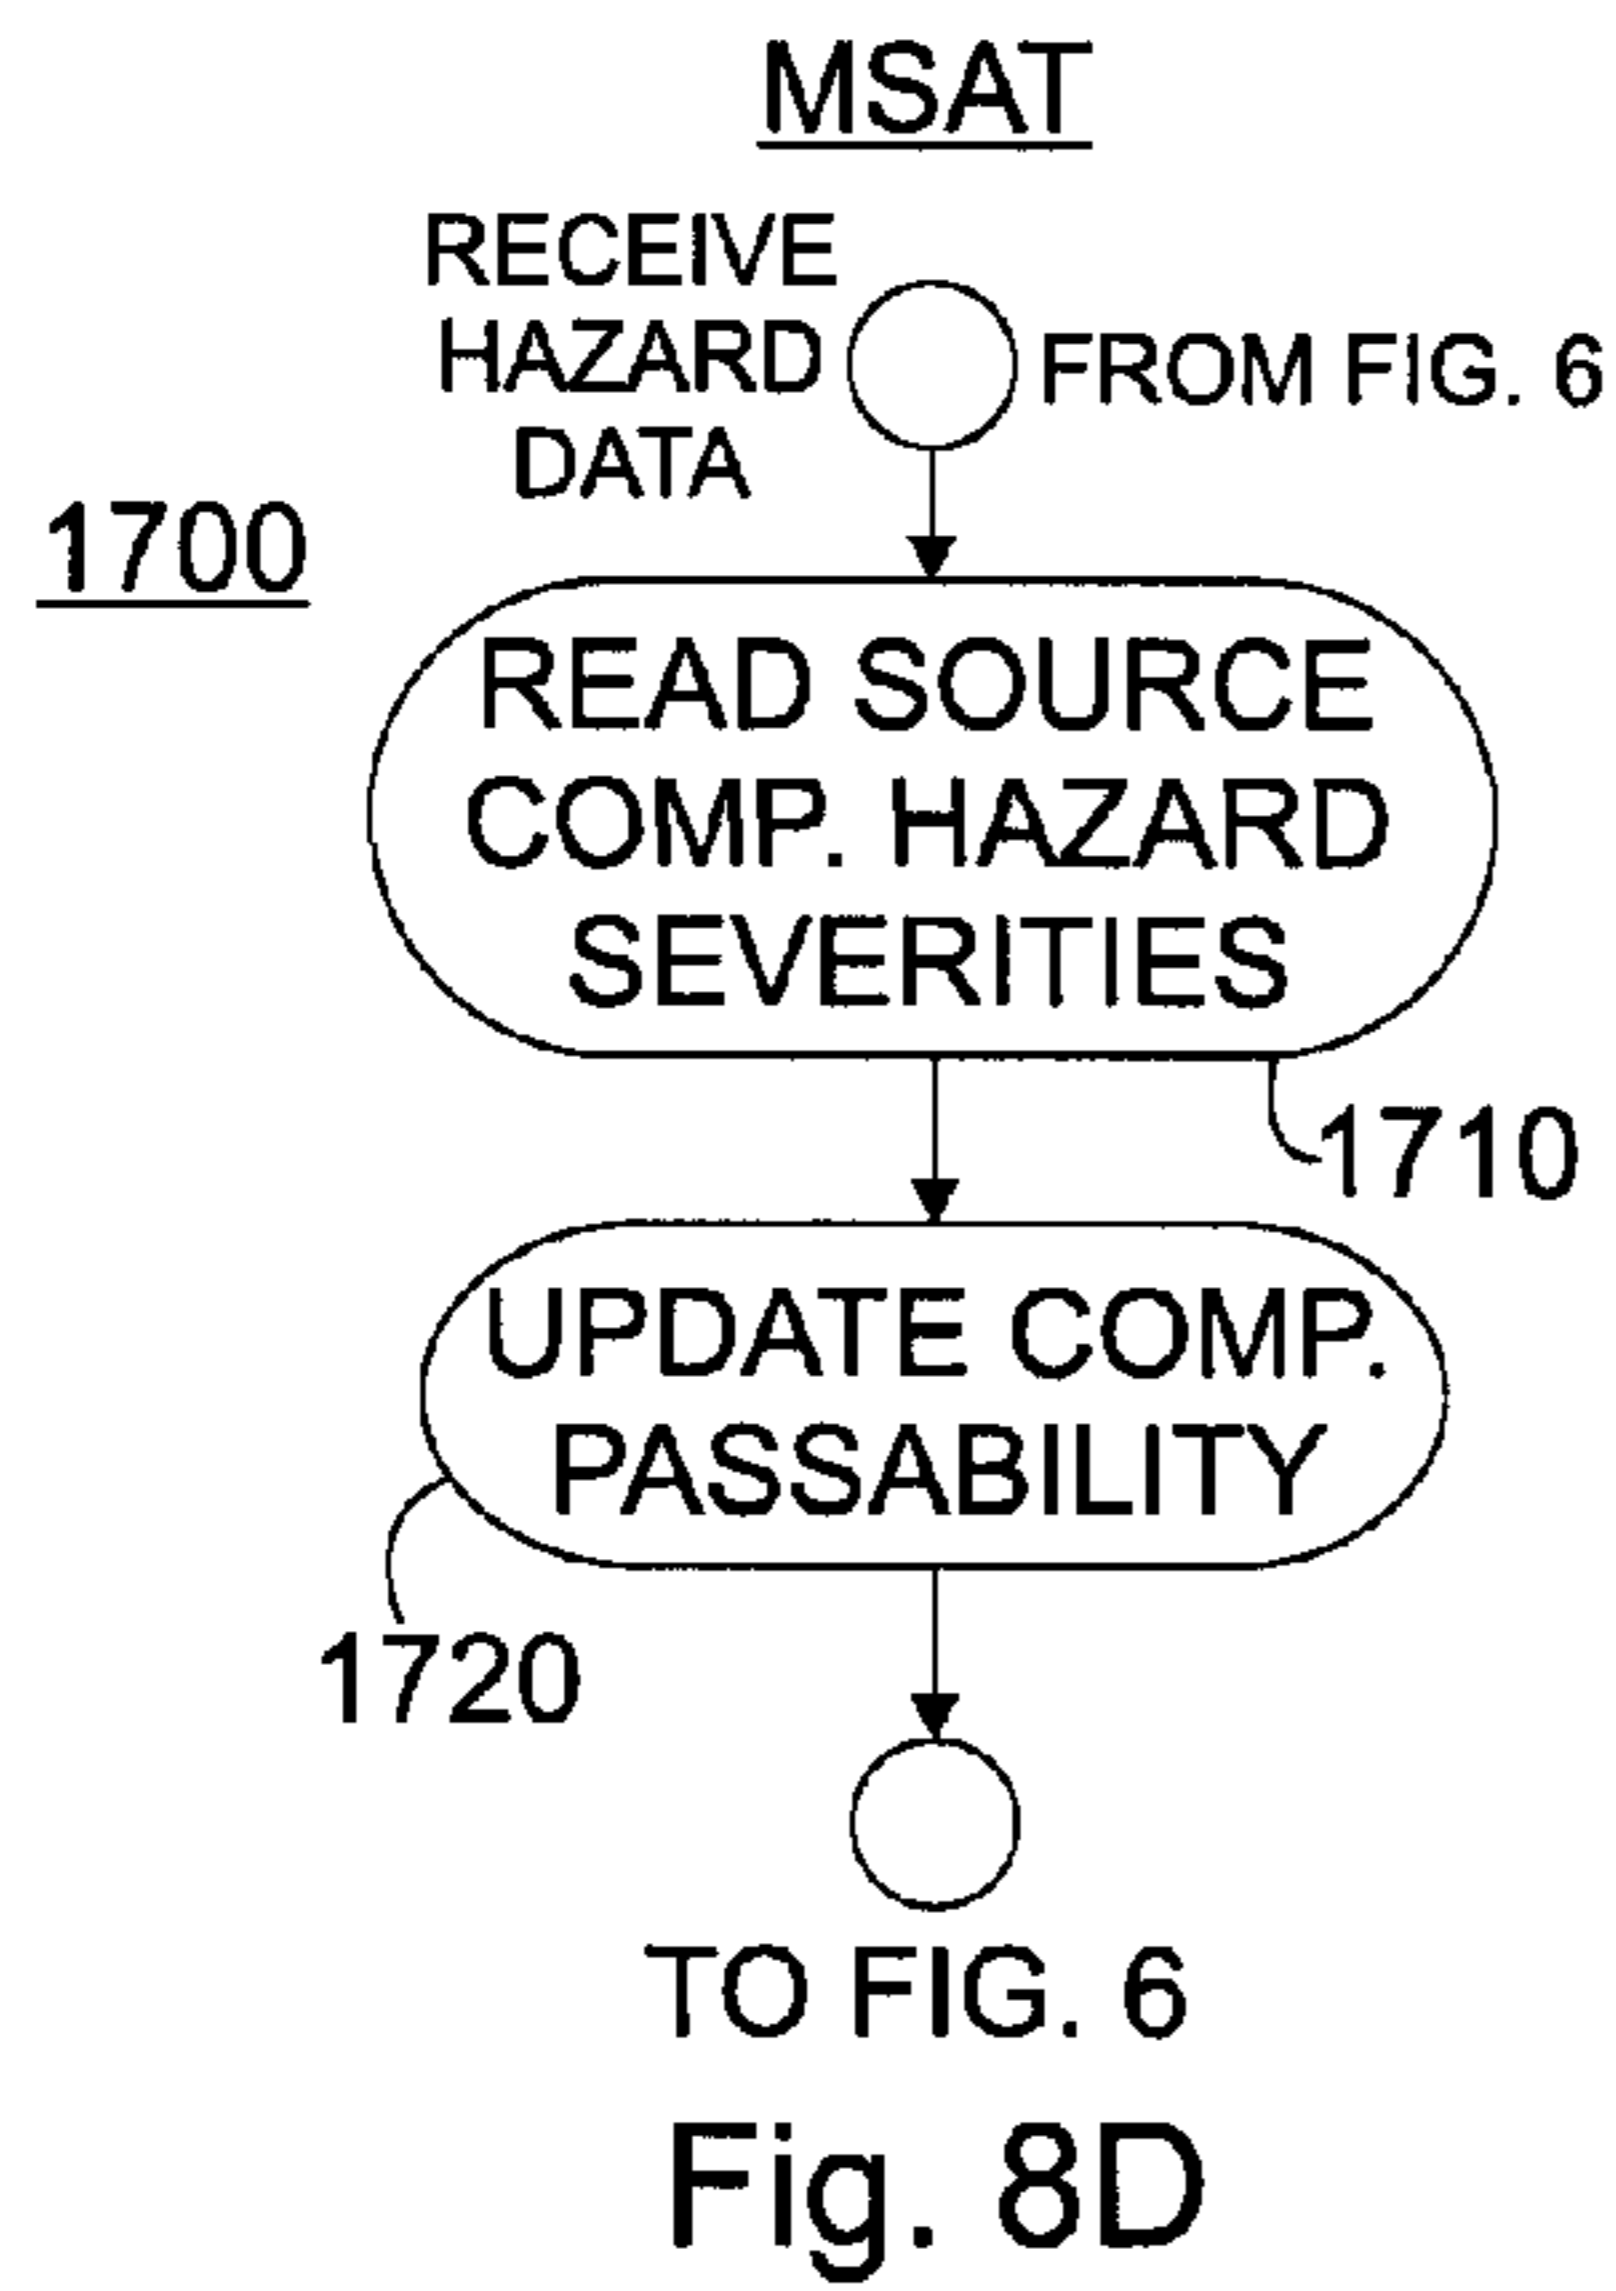 MSAT
RECEIVE
HAZARD
DATA
FROM FIG. 6
1700
READ SOURCE
COMP. HAZARD
SEVERITIES
1710
UPDATE COMP.
PASSABILITY
1720
TO FIG. 6
Fig. 8D